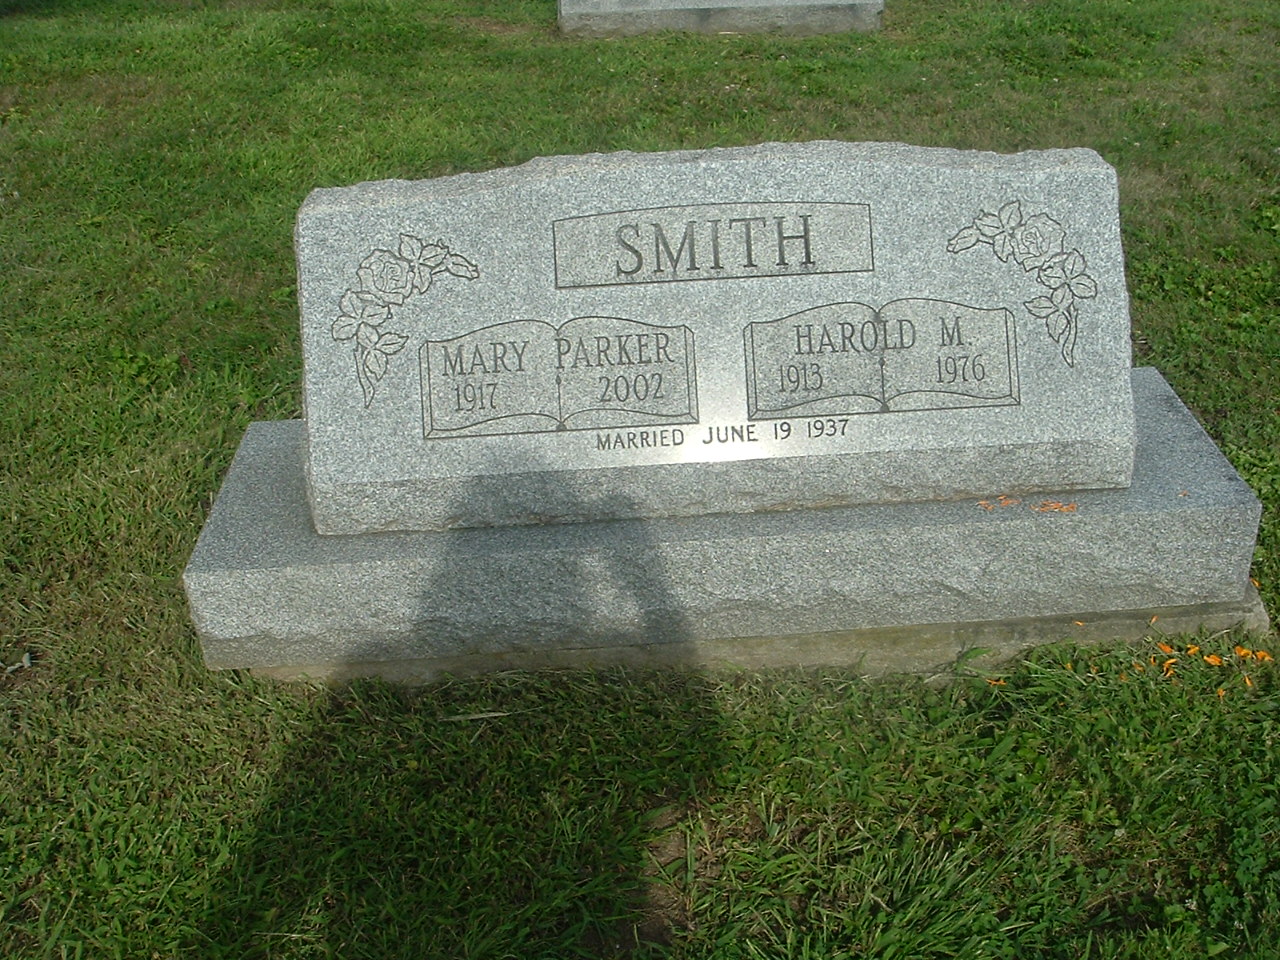 SMITH
MARY PARKER
1917 2002
HAROLD M.
1913 1976
MARRIED JUNE 19 1937